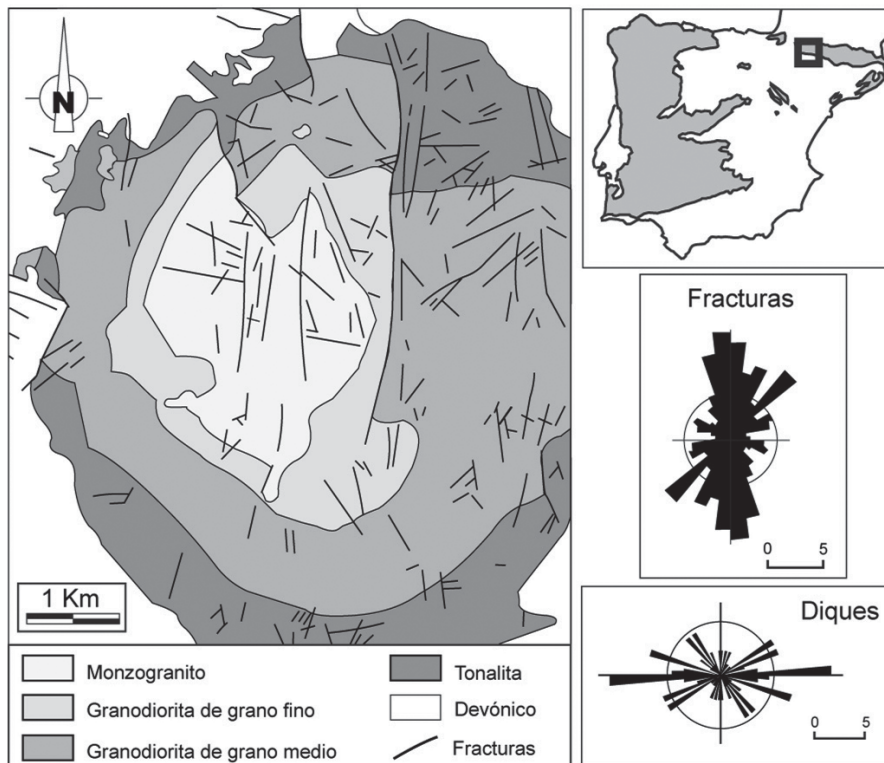 N
1 Km
Monzogranito
Granodiorita de grano fino
Granodiorita de grano medio
Tonalita
Devónico
Fracturas
Fracturas
0 5
Diques
0 5